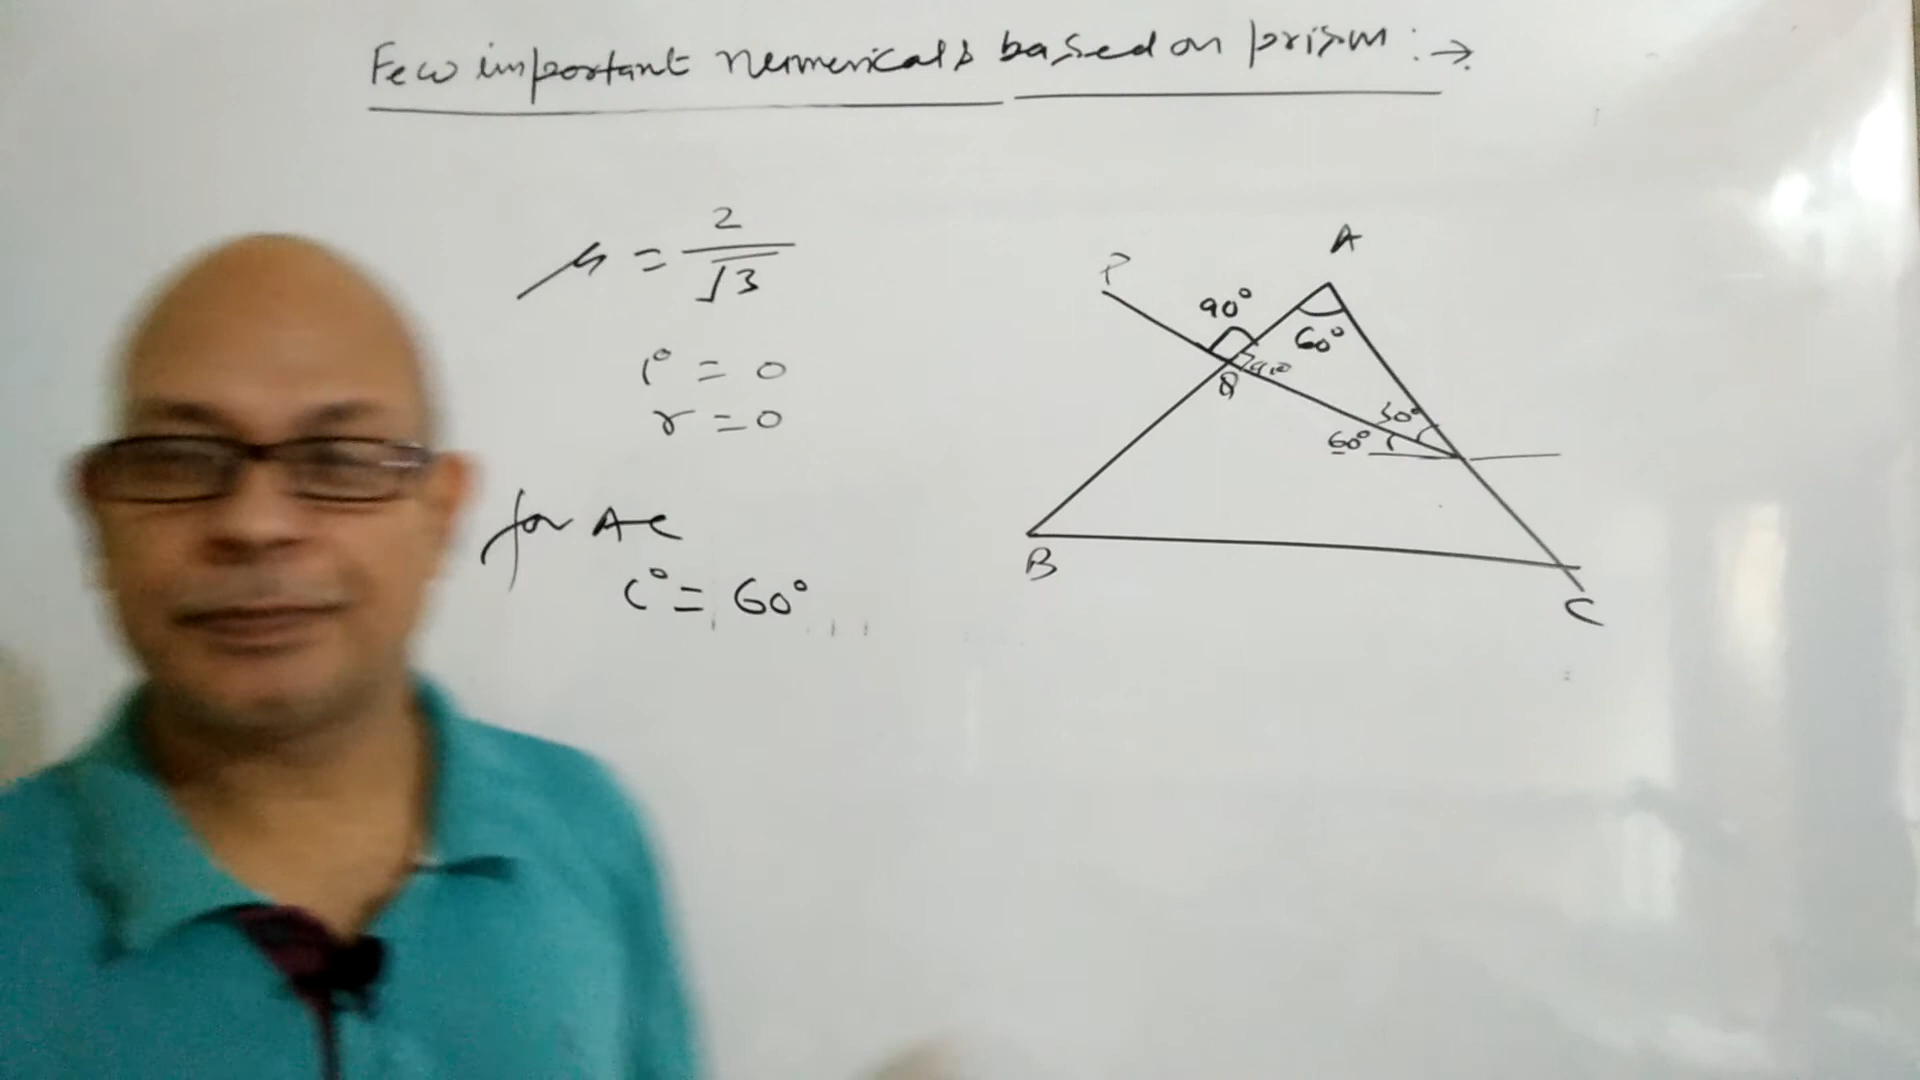 Few important numericals based on prism : →
μ = 2/√3
i° = 0
r = 0
for AC
i° = 60°
A
P
90°
60°
90°
Q
30°
60°
B
C